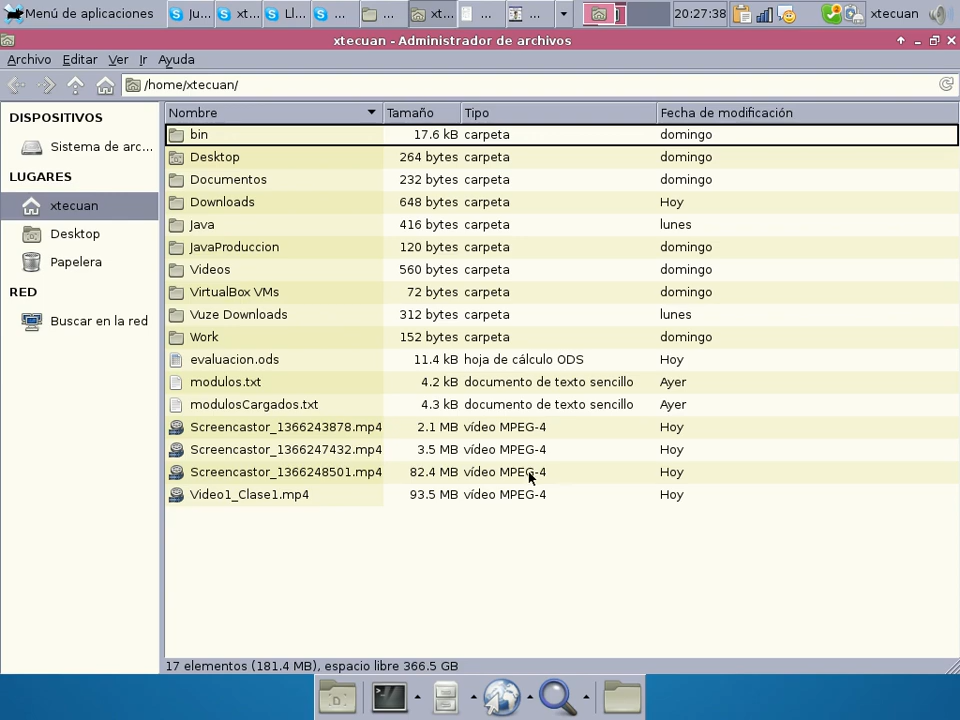 Menú de aplicaciones Ju... xt... Ll... ... ... xt... ... ... 20:27:38 xtecuan
xtecuan - Administrador de archivos
Archivo Editar Ver Ir Ayuda
/home/xtecuan/
DISPOSITIVOS
Sistema de arc...
LUGARES
xtecuan
Desktop
Papelera
RED
Buscar en la red
Nombre Tamaño Tipo Fecha de modificación
bin 17.6 kB carpeta domingo
Desktop 264 bytes carpeta domingo
Documentos 232 bytes carpeta domingo
Downloads 648 bytes carpeta Hoy
Java 416 bytes carpeta lunes
JavaProduccion 120 bytes carpeta domingo
Videos 560 bytes carpeta domingo
VirtualBox VMs 72 bytes carpeta domingo
Vuze Downloads 312 bytes carpeta lunes
Work 152 bytes carpeta domingo
evaluacion.ods 11.4 kB hoja de cálculo ODS Hoy
modulos.txt 4.2 kB documento de texto sencillo Ayer
modulosCargados.txt 4.3 kB documento de texto sencillo Ayer
Screencastor_1366243878.mp4 2.1 MB vídeo MPEG-4 Hoy
Screencastor_1366247432.mp4 3.5 MB vídeo MPEG-4 Hoy
Screencastor_1366248501.mp4 82.4 MB vídeo MPEG-4 Hoy
Video1_Clase1.mp4 93.5 MB vídeo MPEG-4 Hoy
17 elementos (181.4 MB), espacio libre 366.5 GB